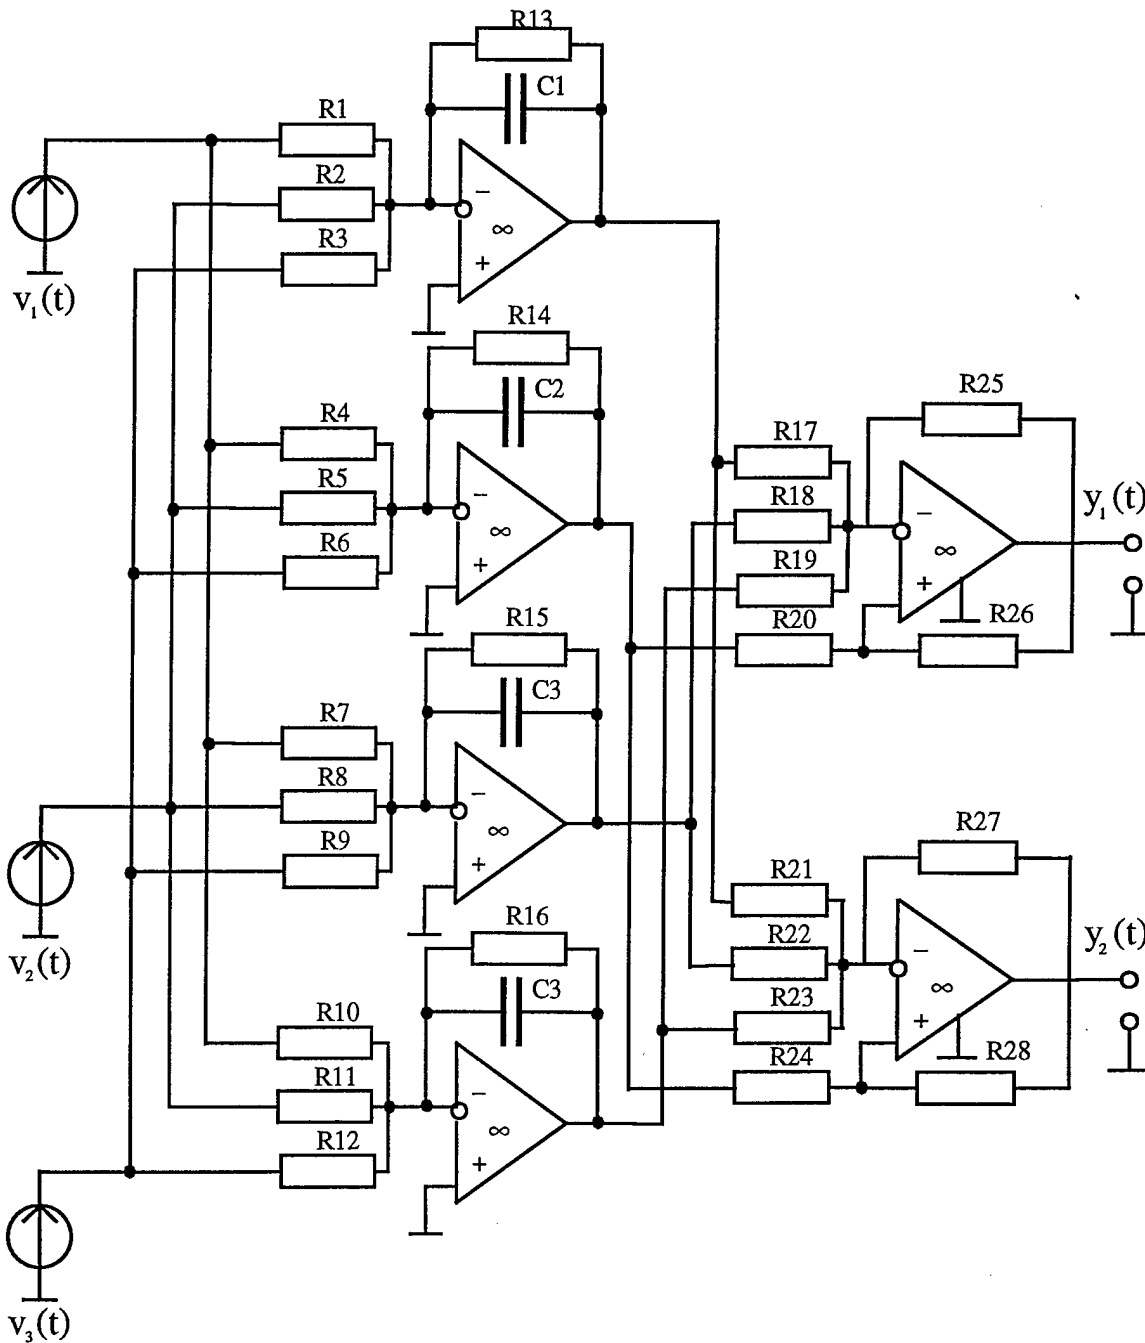 R13
C1
R1
− 
R2
∞
R3
+
v₁(t)
R14
C2
R4
−
R5
∞
R6
+
R15
C3
R7
−
R8
∞
R9
+
v₂(t)
R16
C3
R10
−
R11
∞
R12
+
v₃(t)
R25
R17
−
y₁(t)
R18
∞
R19
+
R20
R26
R27
R21
−
y₂(t)
R22
∞
R23
+
R24
R28